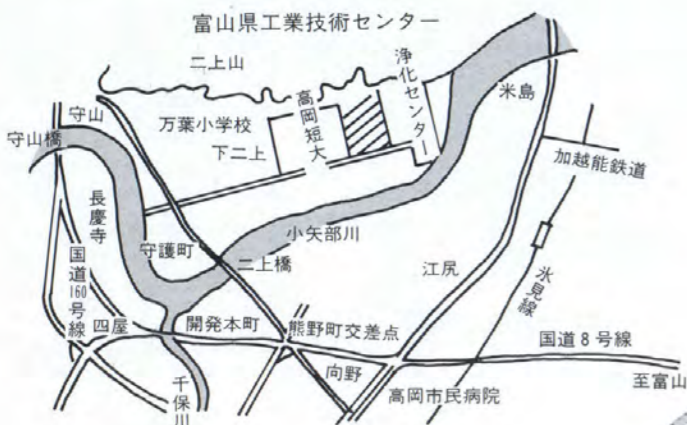 富山県工業技術センター
二上山
浄化センター
米島
高岡短大
守山
万葉小学校
守山橋
下二上
加越能鉄道
長慶寺
小矢部川
守護町
二上橋
江尻
氷見線
国道160号線
四屋
開発本町
熊野町交差点
国道8号線
向野
至富山
千保川
高岡市民病院